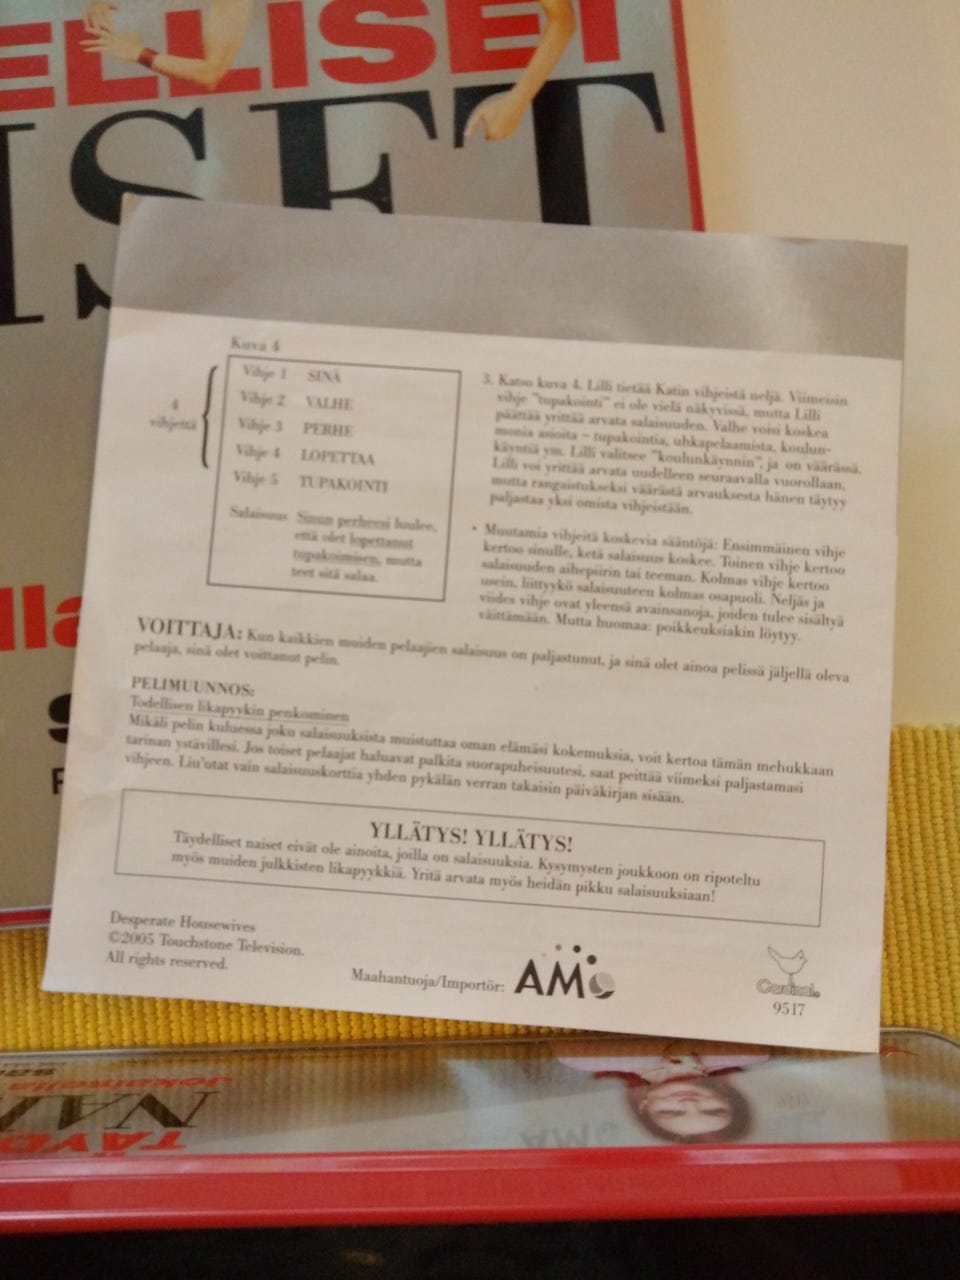 ELLISET
ISET
Kuva 4
4
vihjettä
Vihje 1 SINÄ
Vihje 2 VALHE
Vihje 3 PERHE
Vihje 4 LOPETTAA
Vihje 5 TUPAKOINTI
Salaisuus Sinun perheesi luulee,
että olet lopettanut
tupakoimisen, mutta
teet sitä salaa.
3. Katso kuva 4. Lilli tietää Katin vihjeistä neljä. Viimeisin
vihje "tupakointi" ei ole vielä näkyvissä, mutta Lilli
päättää yrittää arvata salaisuuden. Valhe voisi koskea
monia asioita – tupakointia, uhkapelaamista, koulun-
käyntiä ym. Lilli valitsee "koulunkäynnin", ja on väärässä.
Lilli voi yrittää arvata uudelleen seuraavalla vuorollaan,
mutta rangaistukseksi väärästä arvauksesta hänen täytyy
paljastaa yksi omista vihjeistään.
• Muutamia vihjeitä koskevia sääntöjä: Ensimmäinen vihje
kertoo sinulle, ketä salaisuus koskee. Toinen vihje kertoo
salaisuuden aihepiirin tai teeman. Kolmas vihje kertoo
usein, liittyykö salaisuuteen kolmas osapuoli. Neljäs ja
viides vihje ovat yleensä avainsanoja, joiden tulee sisältyä
väittämään. Mutta huomaa: poikkeuksiakin löytyy.
VOITTAJA: Kun kaikkien muiden pelaajien salaisuus on paljastunut, ja sinä olet ainoa pelissä jäljellä oleva
pelaaja, sinä olet voittanut pelin.
PELIMUUNNOS:
Todellisen likapyykin penkominen
Mikäli pelin kuluessa joku salaisuuksista muistuttaa oman elämäsi kokemuksia, voit kertoa tämän mehukkaan
tarinan ystävillesi. Jos toiset pelaajat haluavat palkita suorapuheisuutesi, saat peittää viimeksi paljastamasi
vihjeen. Liu'utat vain salaisuuskorttia yhden pykälän verran takaisin päiväkirjan sisään.
YLLÄTYS! YLLÄTYS!
Täydelliset naiset eivät ole ainoita, joilla on salaisuuksia. Kysymysten joukkoon on ripoteltu
myös muiden julkkisten likapyykkiä. Yritä arvata myös heidän pikku salaisuuksiaan!
Desperate Housewives
©2005 Touchstone Television.
All rights reserved.
Maahantuoja/Importör: AMo
Cardinal®
9517